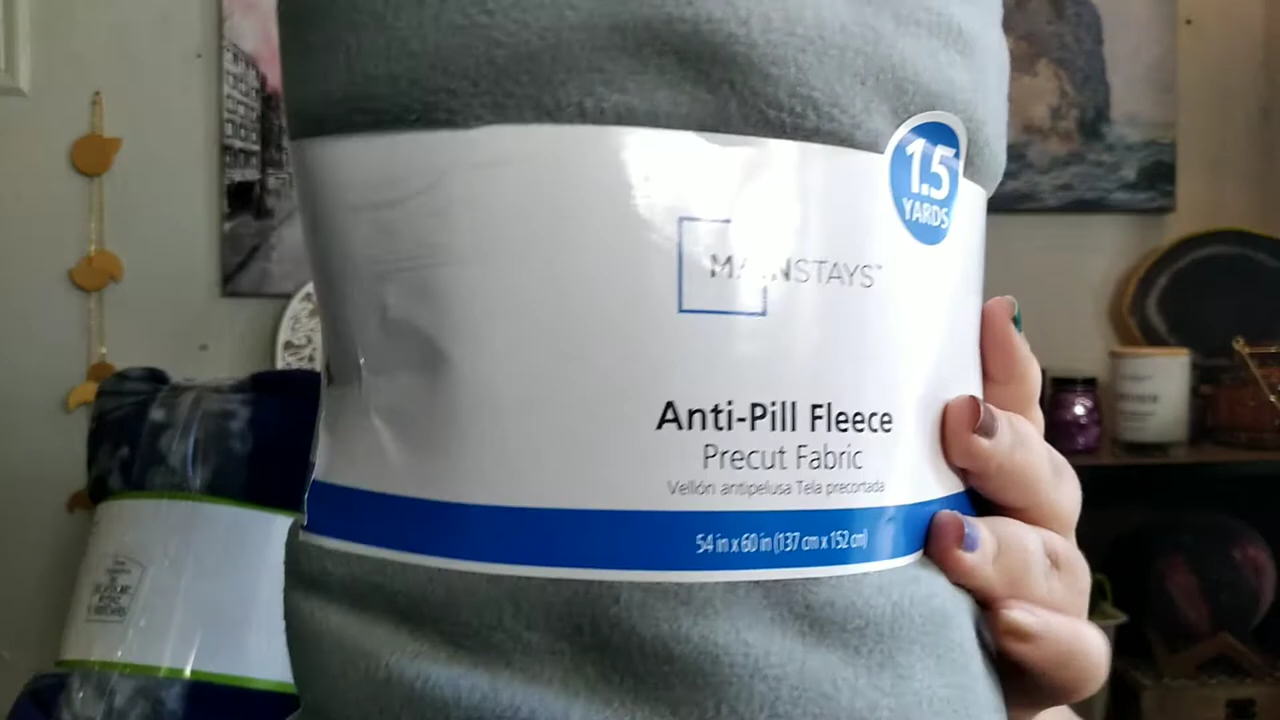 1.5
YARDS
MAINSTAYS™
Anti-Pill Fleece
Precut Fabric
Vellón antipelusa Tela precortada
54 in x 60 in (137 cm x 152 cm)